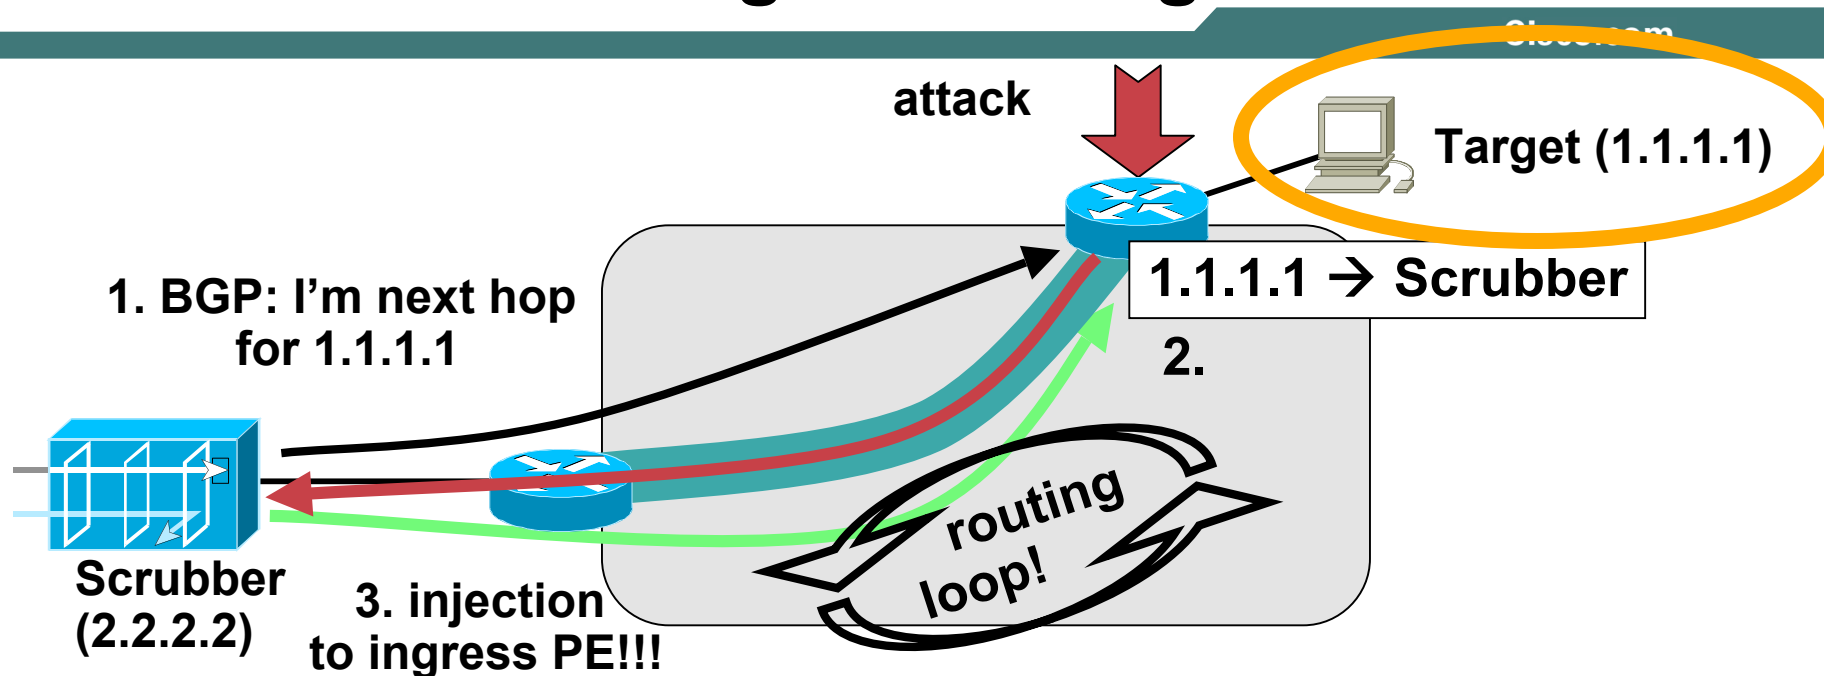 attack
Target (1.1.1.1)
1.1.1.1 → Scrubber
1. BGP: I'm next hop
for 1.1.1.1
2.
routing
loop!
Scrubber
(2.2.2.2)
3. injection
to ingress PE!!!